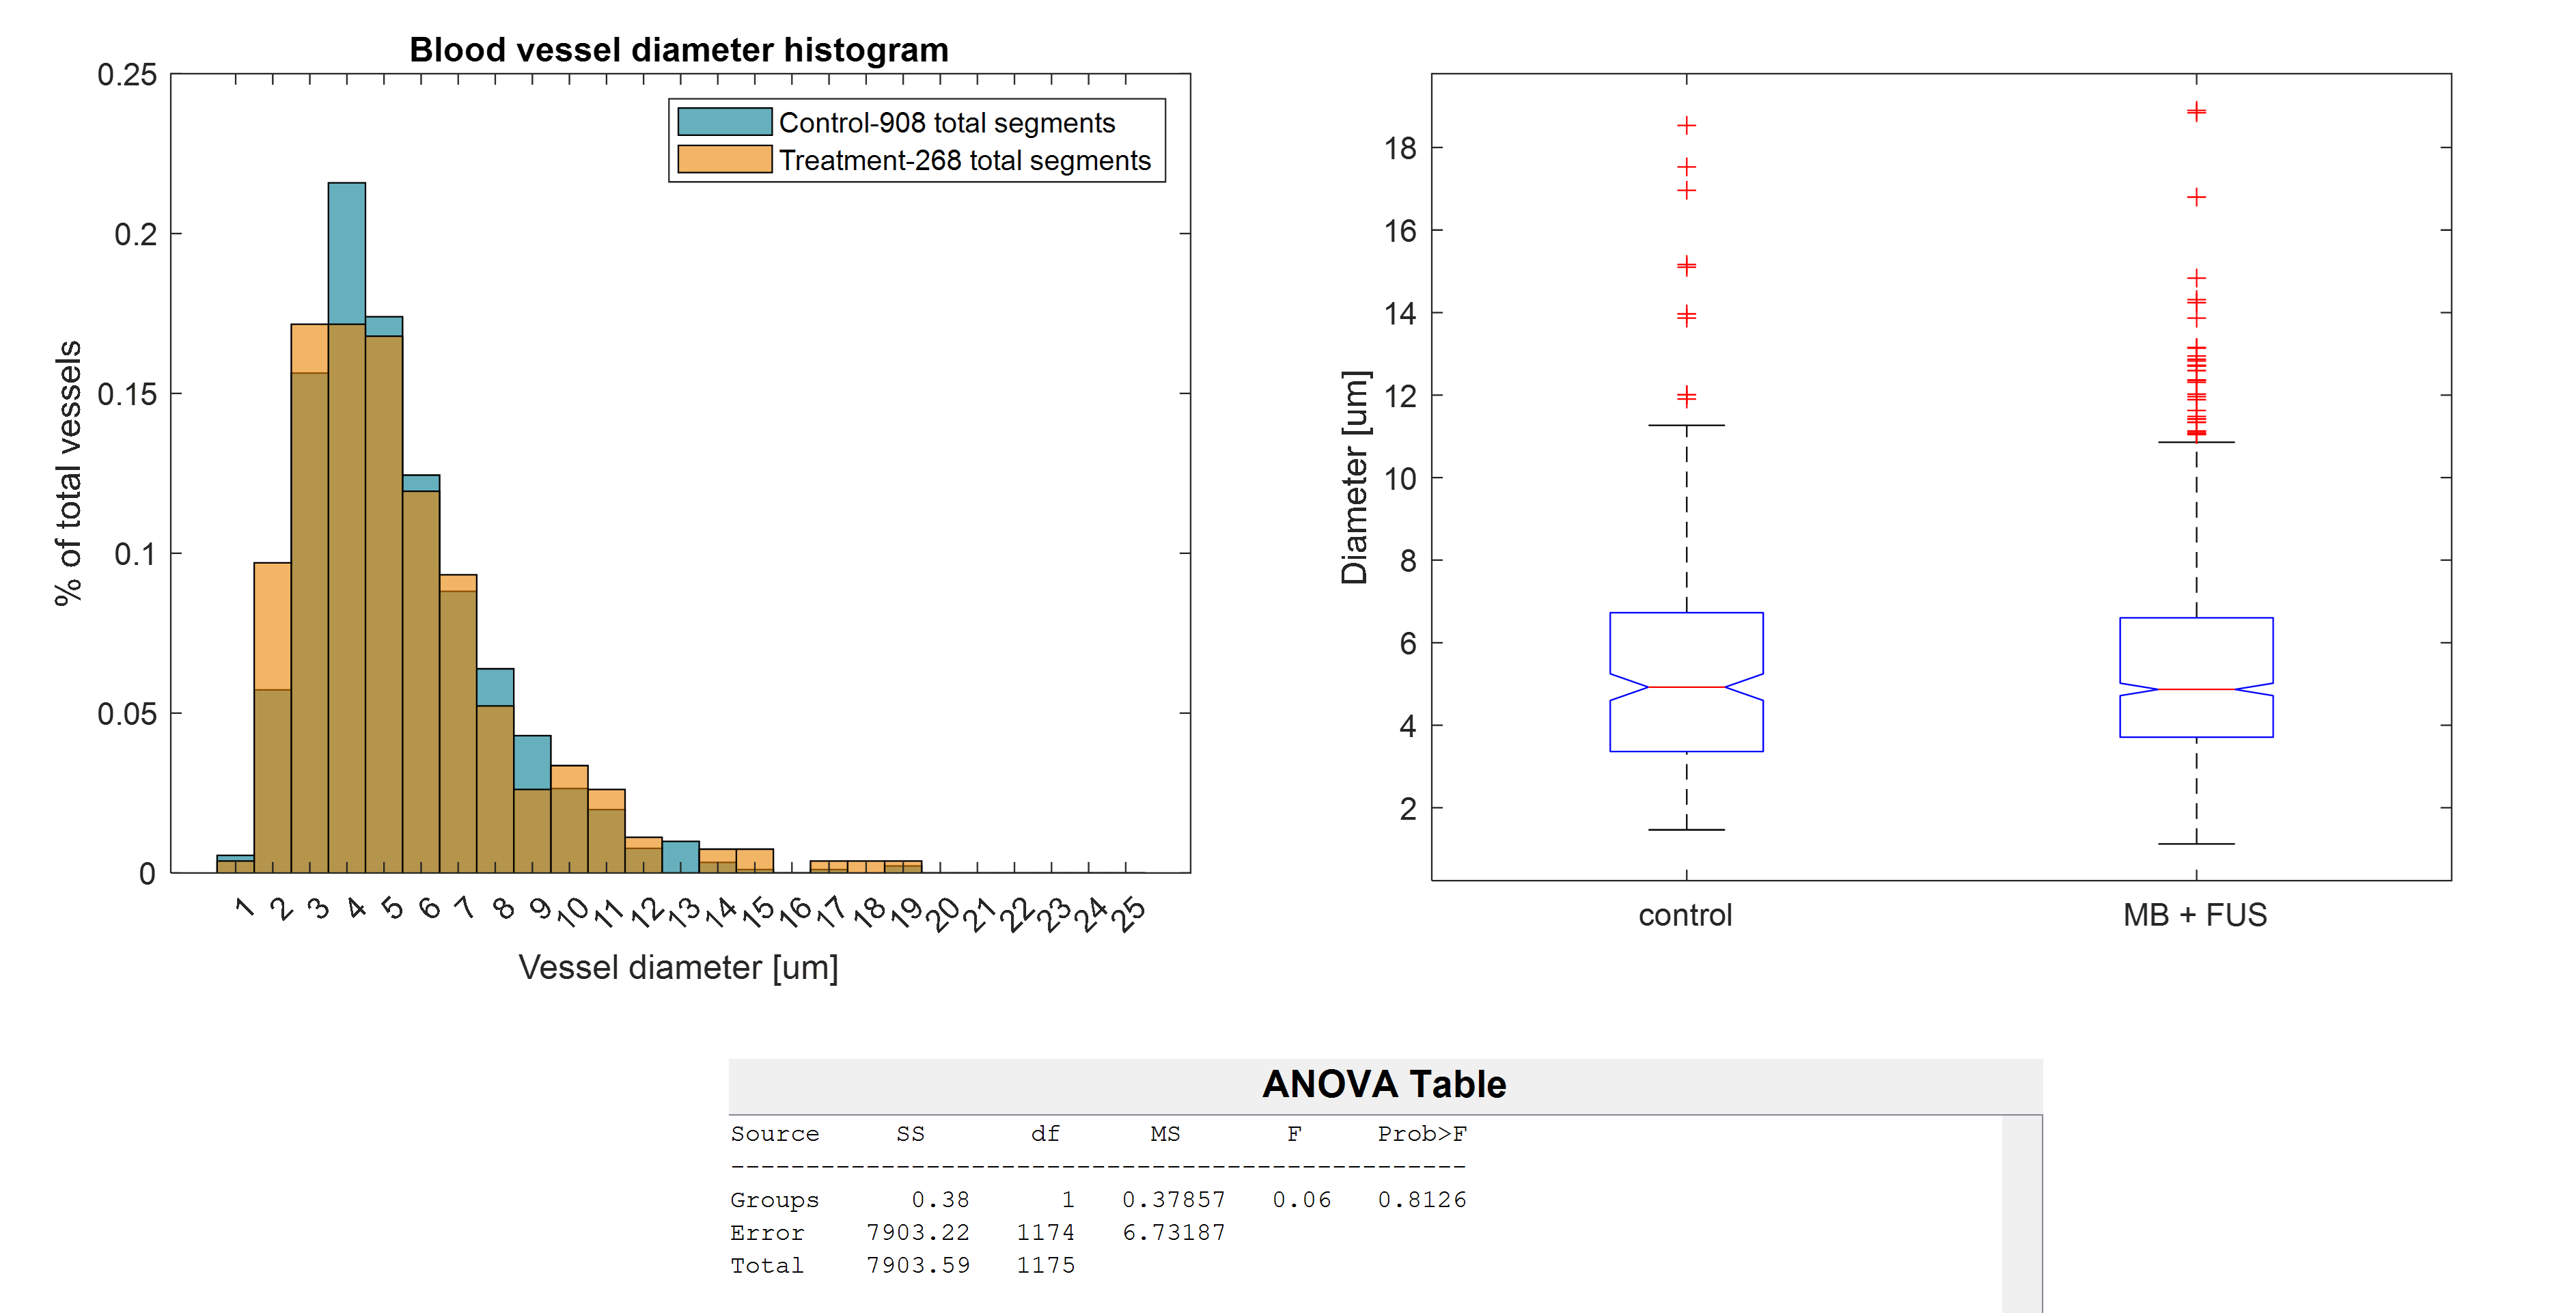 Blood vessel diameter histogram
0.25
0.2
0.15
0.1
0.05
0
% of total vessels
Control-908 total segments
Treatment-268 total segments
1 2 3 4 5 6 7 8 9 10 11 12 13 14 15 16 17 18 19 20 21 22 23 24 25
Vessel diameter [um]
18
16
14
12
10
8
6
4
2
Diameter [um]
control MB + FUS
ANOVA Table
Source SS df MS F Prob>F
--------------------------------------------------
Groups 0.38 1 0.37857 0.06 0.8126
Error 7903.22 1174 6.73187
Total 7903.59 1175